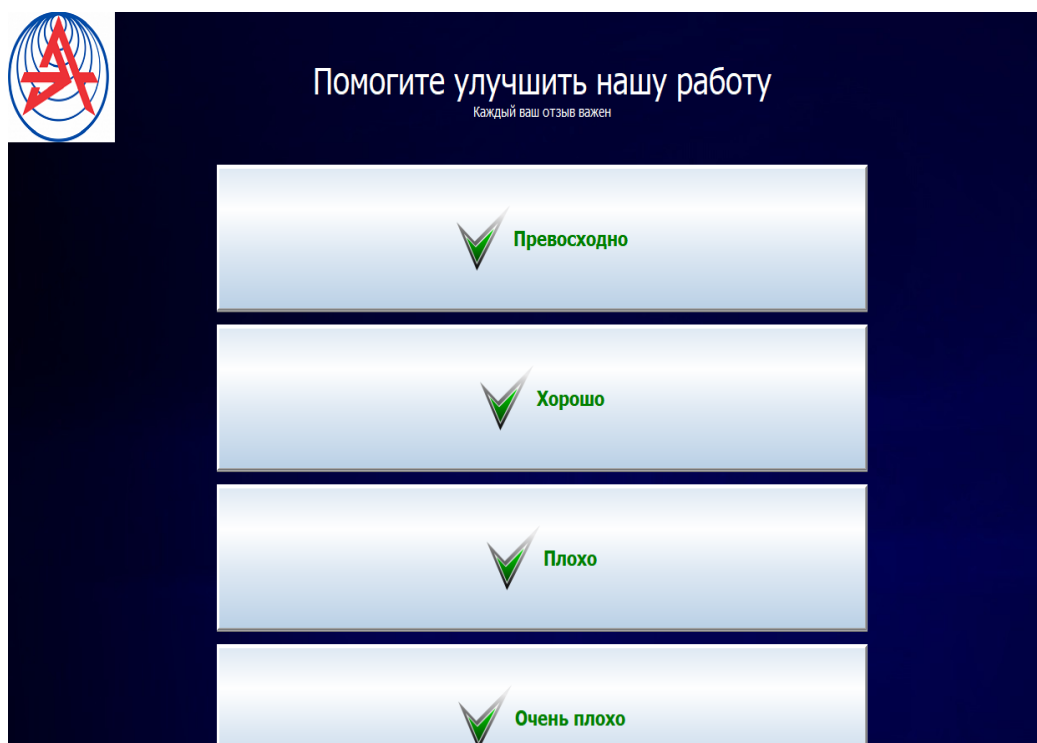 Помогите улучшить нашу работу
Каждый ваш отзыв важен
Превосходно
Хорошо
Плохо
Очень плохо